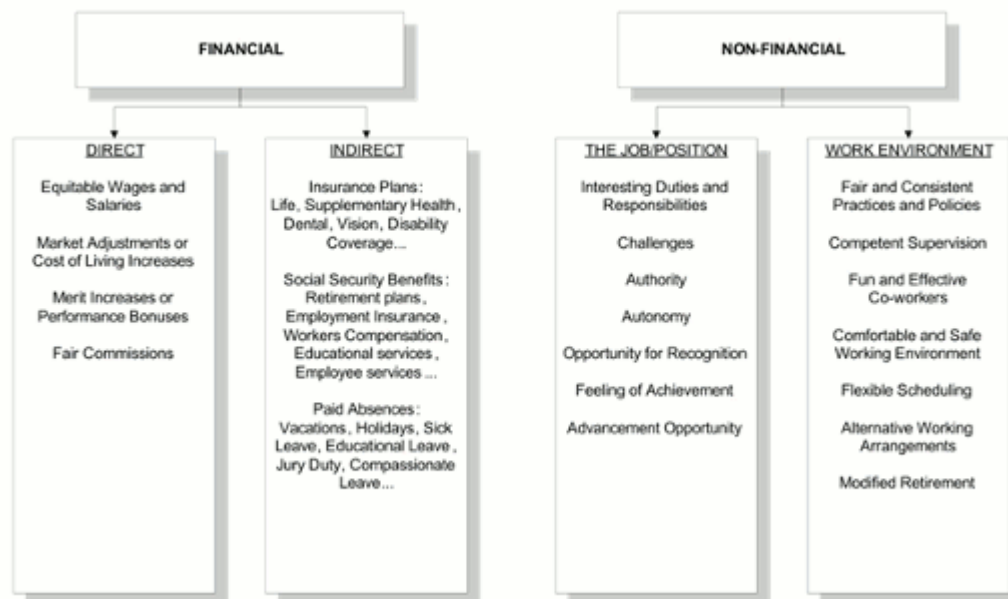 FINANCIAL
DIRECT
Equitable Wages and
Salaries
Market Adjustments or
Cost of Living Increases
Merit Increases or
Performance Bonuses
Fair Commissions
INDIRECT
Insurance Plans:
Life, Supplementary Health,
Dental, Vision, Disability
Coverage...
Social Security Benefits:
Retirement plans,
Employment Insurance,
Workers Compensation,
Educational services,
Employee services ...
Paid Absences:
Vacations, Holidays, Sick
Leave, Educational Leave,
Jury Duty, Compassionate
Leave...
NON-FINANCIAL
THE JOB/POSITION
Interesting Duties and
Responsibilities
Challenges
Authority
Autonomy
Opportunity for Recognition
Feeling of Achievement
Advancement Opportunity
WORK ENVIRONMENT
Fair and Consistent
Practices and Policies
Competent Supervision
Fun and Effective
Co-workers
Comfortable and Safe
Working Environment
Flexible Scheduling
Alternative Working
Arrangements
Modified Retirement